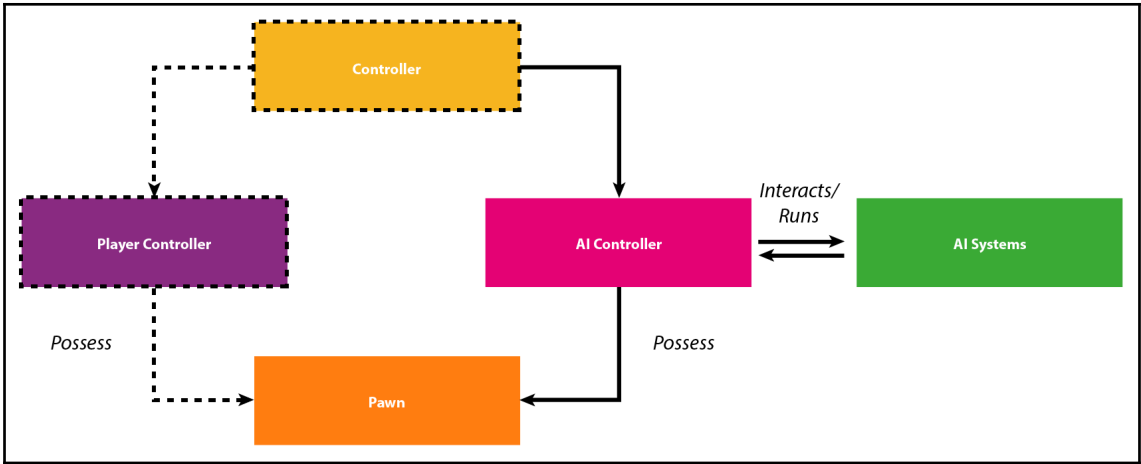 Controller
Interacts/
Runs
Player Controller
AI Controller
AI Systems
Possess
Possess
Pawn